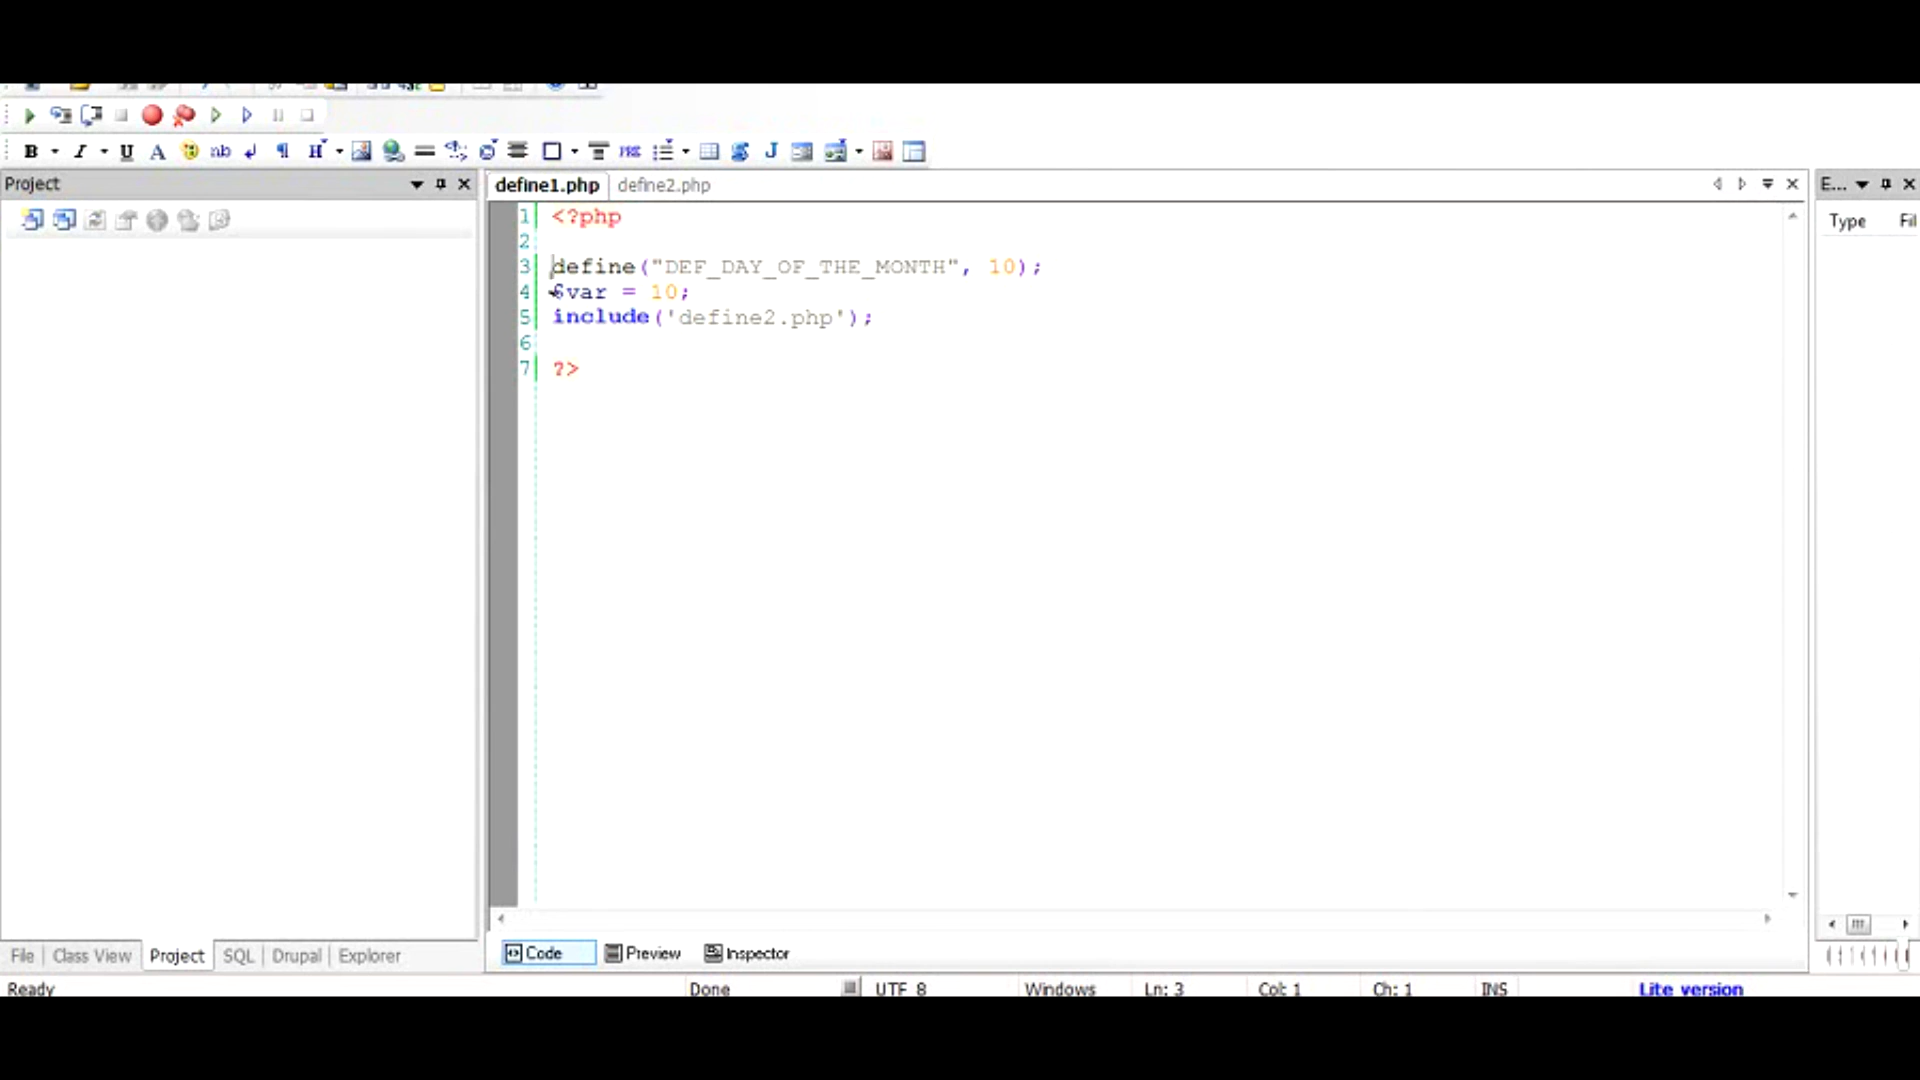 B I U A ab H PRE J
Project
define1.php define2.php
E...
Type Fil
1 <?php
2
3 define("DEF_DAY_OF_THE_MONTH", 10);
4 $var = 10;
5 include('define2.php');
6
7 ?>
File Class View Project SQL Drupal Explorer
Code Preview Inspector
Ready Done UTF 8 Windows Ln: 3 Col: 1 Ch: 1 INS Lite version